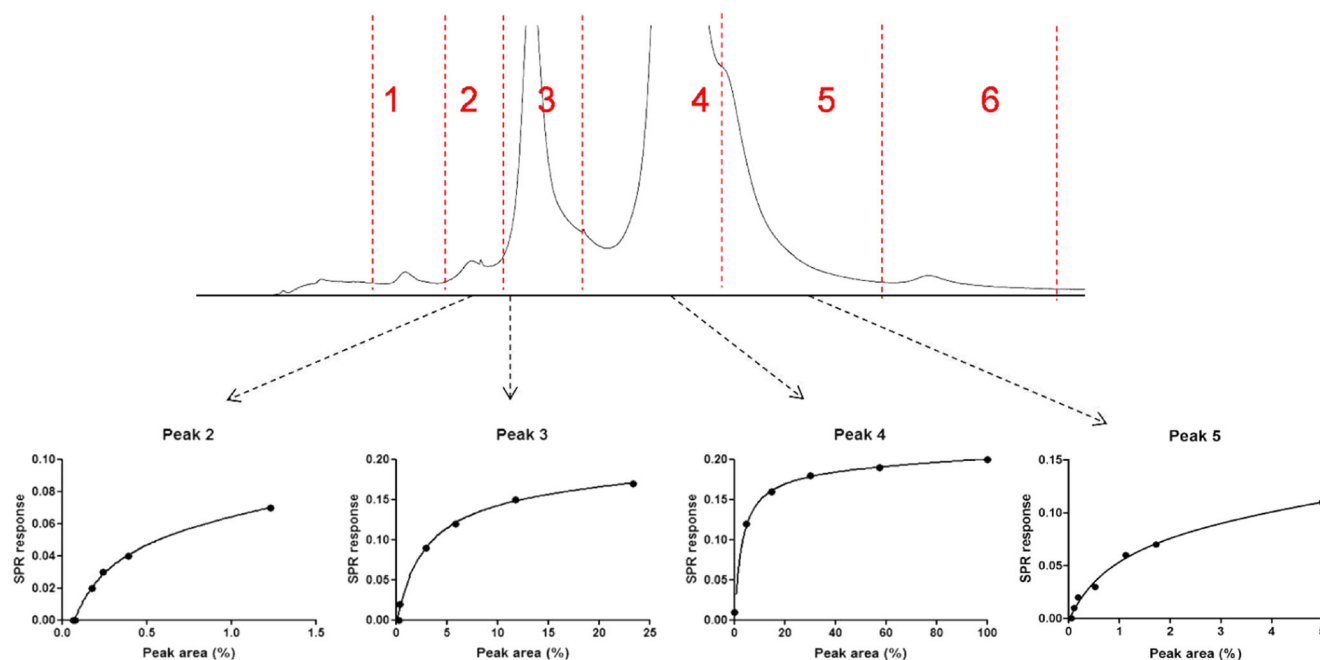 1 2 3 4 5 6
Peak 2
0.10
0.08
0.06
0.04
0.02
0.00
SPR response
0.0 0.5 1.0 1.5
Peak area (%)
Peak 3
0.20
0.15
0.10
0.05
0.00
SPR response
0 5 10 15 20 25
Peak area (%)
Peak 4
0.20
0.15
0.10
0.05
0.00
SPR response
0 20 40 60 80 100
Peak area (%)
Peak 5
0.15
0.10
0.05
0.00
SPR response
0 1 2 3 4 5
Peak area (%)